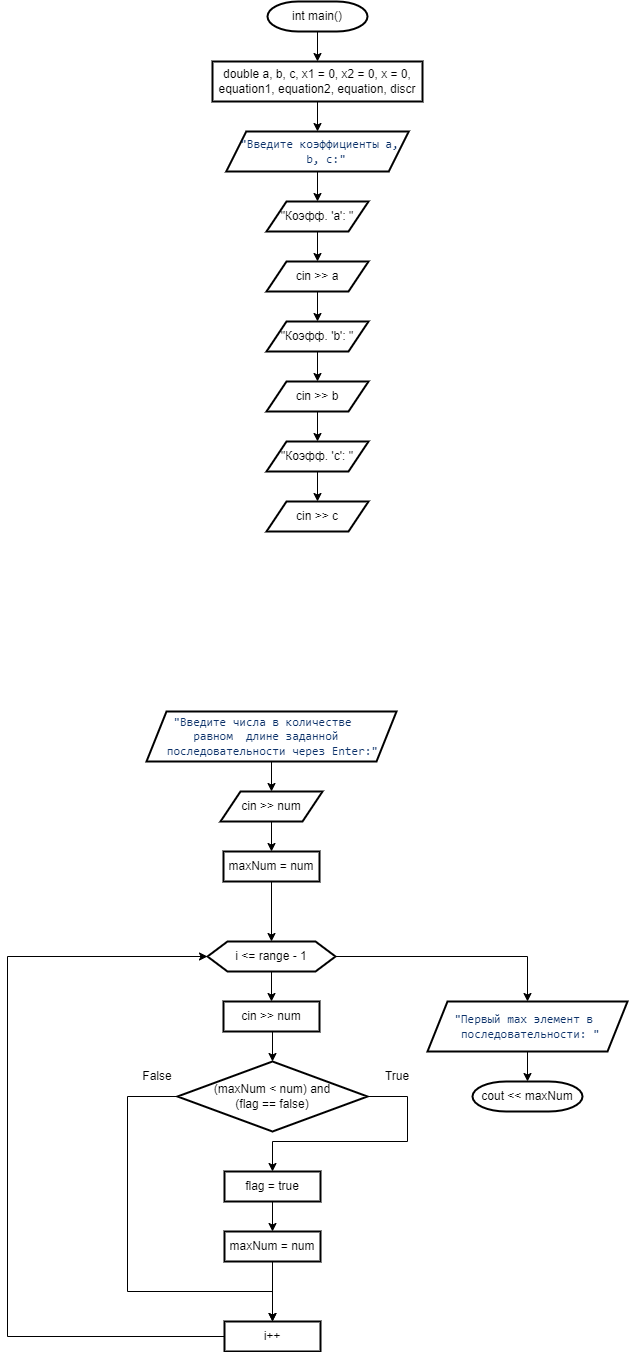 int main()
double a, b, c, x1 = 0, x2 = 0, x = 0,
equation1, equation2, equation, discr
"Введите коэффициенты a,
b, c:"
"Коэфф. 'a': "
cin >> a
"Коэфф. 'b': "
cin >> b
"Коэфф. 'c': "
cin >> c
"Введите числа в количестве
равном длине заданной
последовательности через Enter:"
cin >> num
maxNum = num
i <= range - 1
cin >> num
"Первый max элемент в
последовательности: "
False
True
(maxNum < num) and
(flag == false)
cout << maxNum
flag = true
maxNum = num
i++